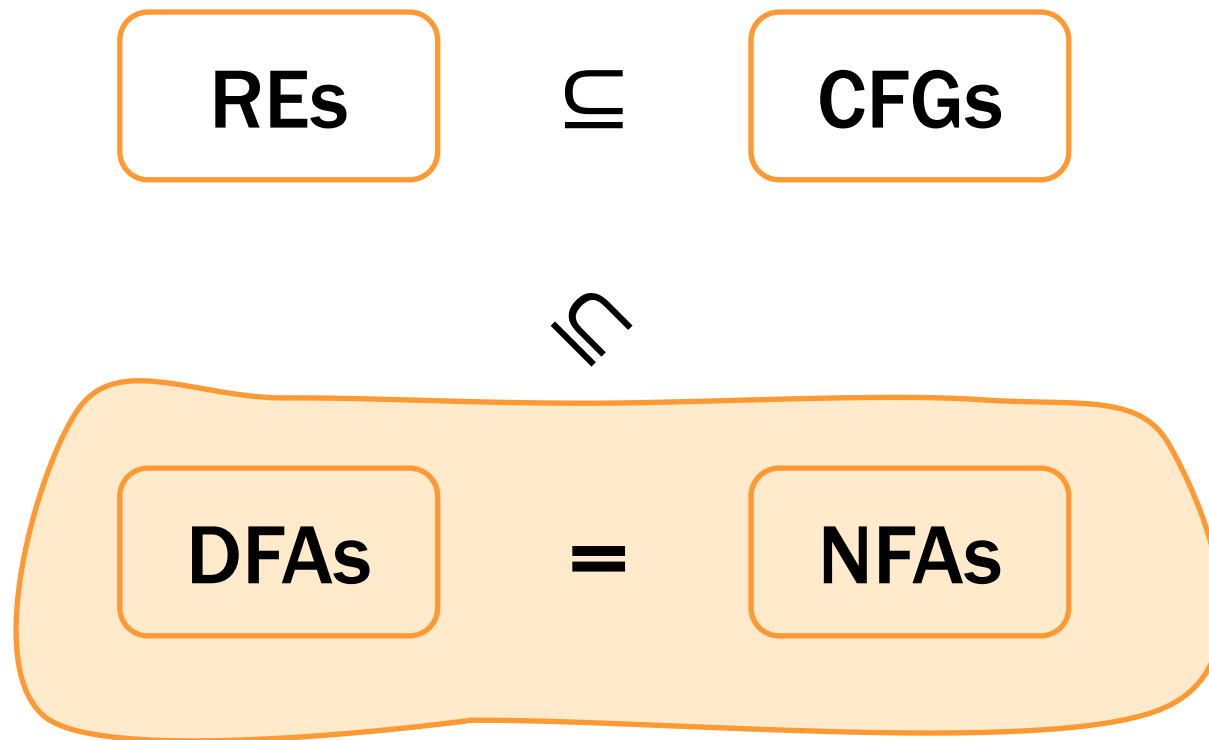 REs ⊆ CFGs
⊆
DFAs = NFAs